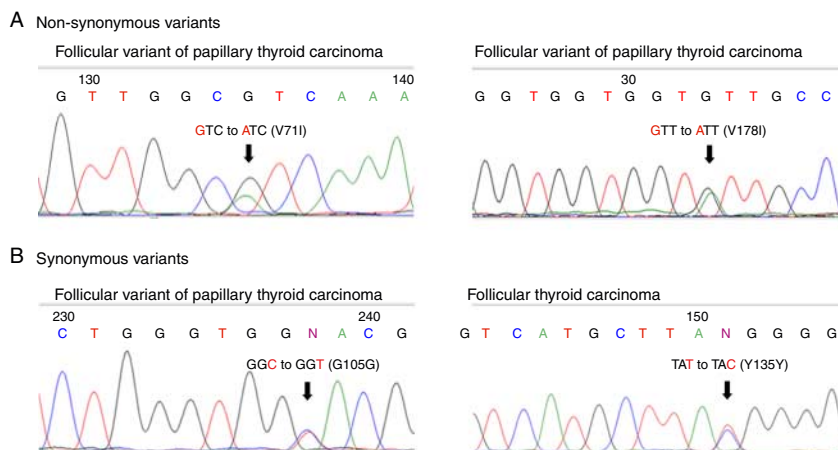 A Non-synonymous variants
Follicular variant of papillary thyroid carcinoma
130 140
G T T G G C G T C A A A
GTC to ATC (V71I)
Follicular variant of papillary thyroid carcinoma
30
G G T G G T G G T G T T G C C
GTT to ATT (V178I)
B Synonymous variants
Follicular variant of papillary thyroid carcinoma
230 240
C T G G G T G G N A C G
GGC to GGT (G105G)
Follicular thyroid carcinoma
150
G T C A T G C T T A N G G G G
TAT to TAC (Y135Y)